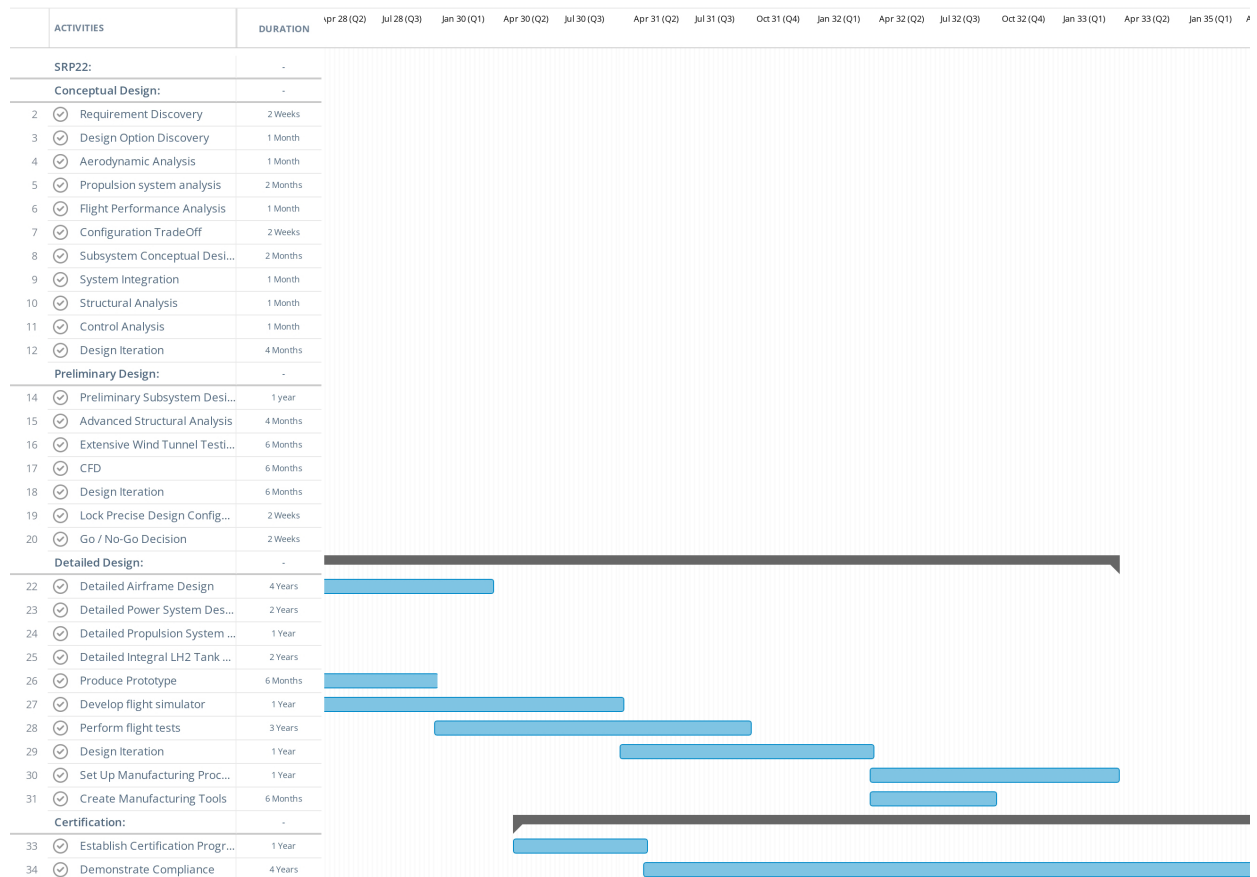 Apr 28 (Q2) Jul 28 (Q3) Jan 30 (Q1) Apr 30 (Q2) Jul 30 (Q3) Apr 31 (Q2) Jul 31 (Q3) Oct 31 (Q4) Jan 32 (Q1) Apr 32 (Q2) Jul 32 (Q3) Oct 32 (Q4) Jan 33 (Q1) Apr 33 (Q2) Jan 35 (Q1) A
ACTIVITIES DURATION
SRP22: -
Conceptual Design: -
2 Requirement Discovery 2 Weeks
3 Design Option Discovery 1 Month
4 Aerodynamic Analysis 1 Month
5 Propulsion system analysis 2 Months
6 Flight Performance Analysis 1 Month
7 Configuration TradeOff 2 Weeks
8 Subsystem Conceptual Desi... 2 Months
9 System Integration 1 Month
10 Structural Analysis 1 Month
11 Control Analysis 1 Month
12 Design Iteration 4 Months
Preliminary Design: -
14 Preliminary Subsystem Desi... 1 year
15 Advanced Structural Analysis 4 Months
16 Extensive Wind Tunnel Testi... 6 Months
17 CFD 6 Months
18 Design Iteration 6 Months
19 Lock Precise Design Config... 2 Weeks
20 Go / No-Go Decision 2 Weeks
Detailed Design: -
22 Detailed Airframe Design 4 Years
23 Detailed Power System Des... 2 Years
24 Detailed Propulsion System ... 1 Year
25 Detailed Integral LH2 Tank ... 2 Years
26 Produce Prototype 6 Months
27 Develop flight simulator 1 Year
28 Perform flight tests 3 Years
29 Design Iteration 1 Year
30 Set Up Manufacturing Proc... 1 Year
31 Create Manufacturing Tools 6 Months
Certification: -
33 Establish Certification Progr... 1 Year
34 Demonstrate Compliance 4 Years